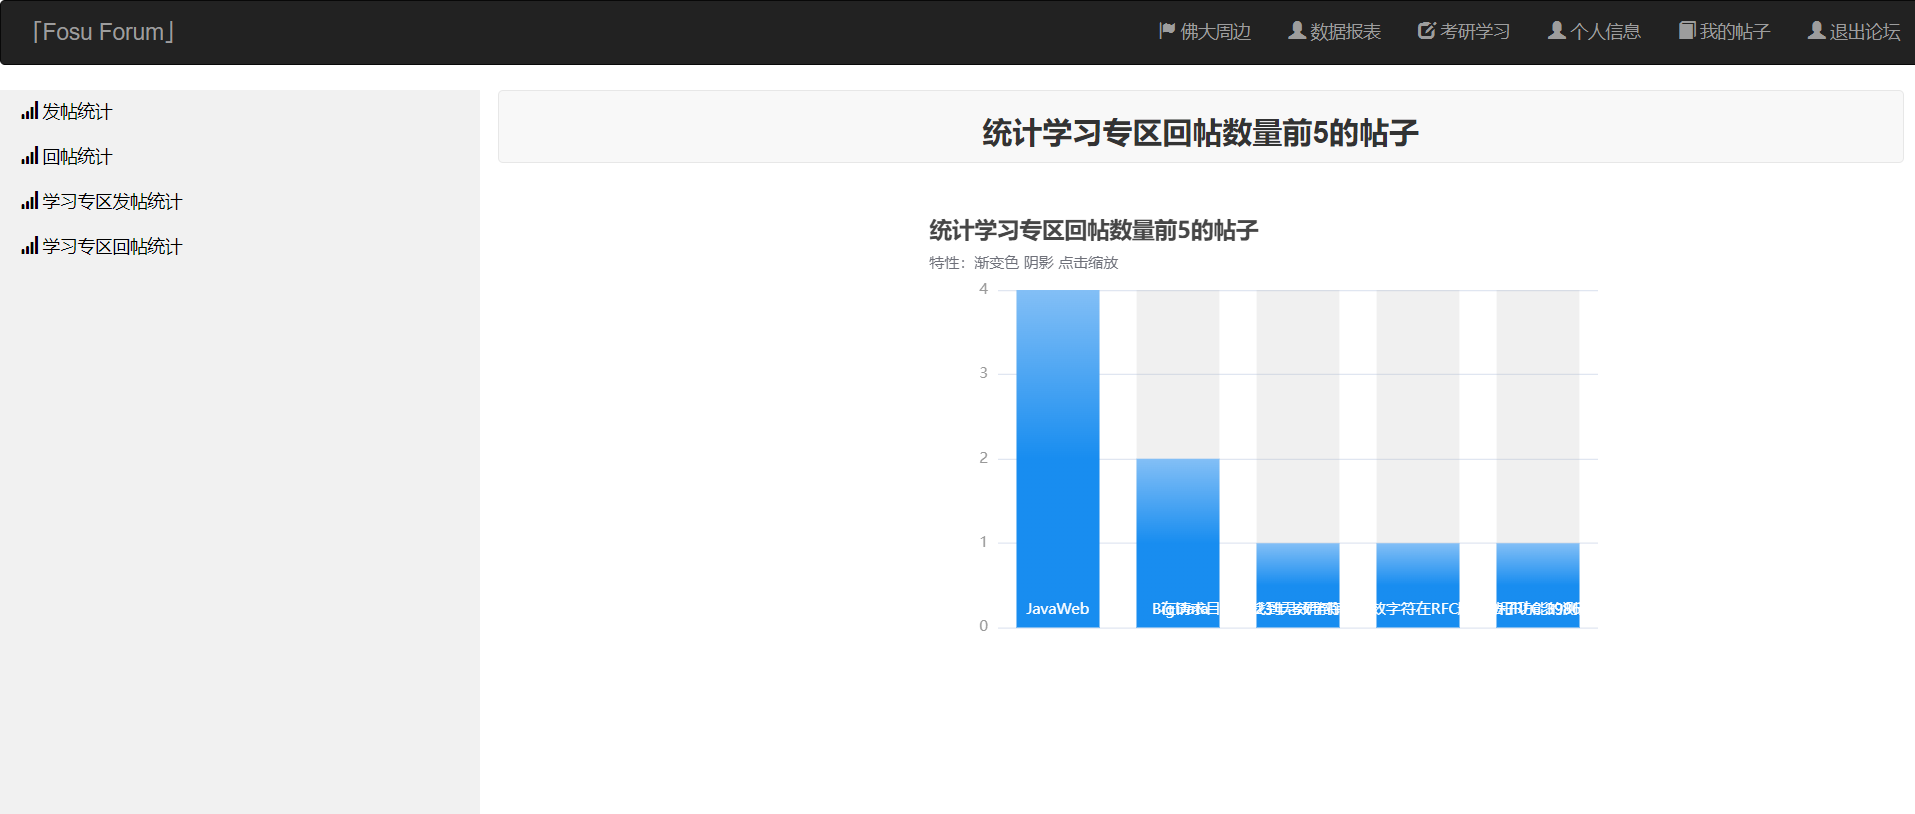 「Fosu Forum」
佛大周边
数据报表
考研学习
个人信息
我的帖子
退出论坛
发帖统计
回帖统计
学习专区发帖统计
学习专区回帖统计
统计学习专区回帖数量前5的帖子
统计学习专区回帖数量前5的帖子
特性：渐变色 阴影 点击缩放
4
3
2
1
0
JavaWeb
字符在RFC